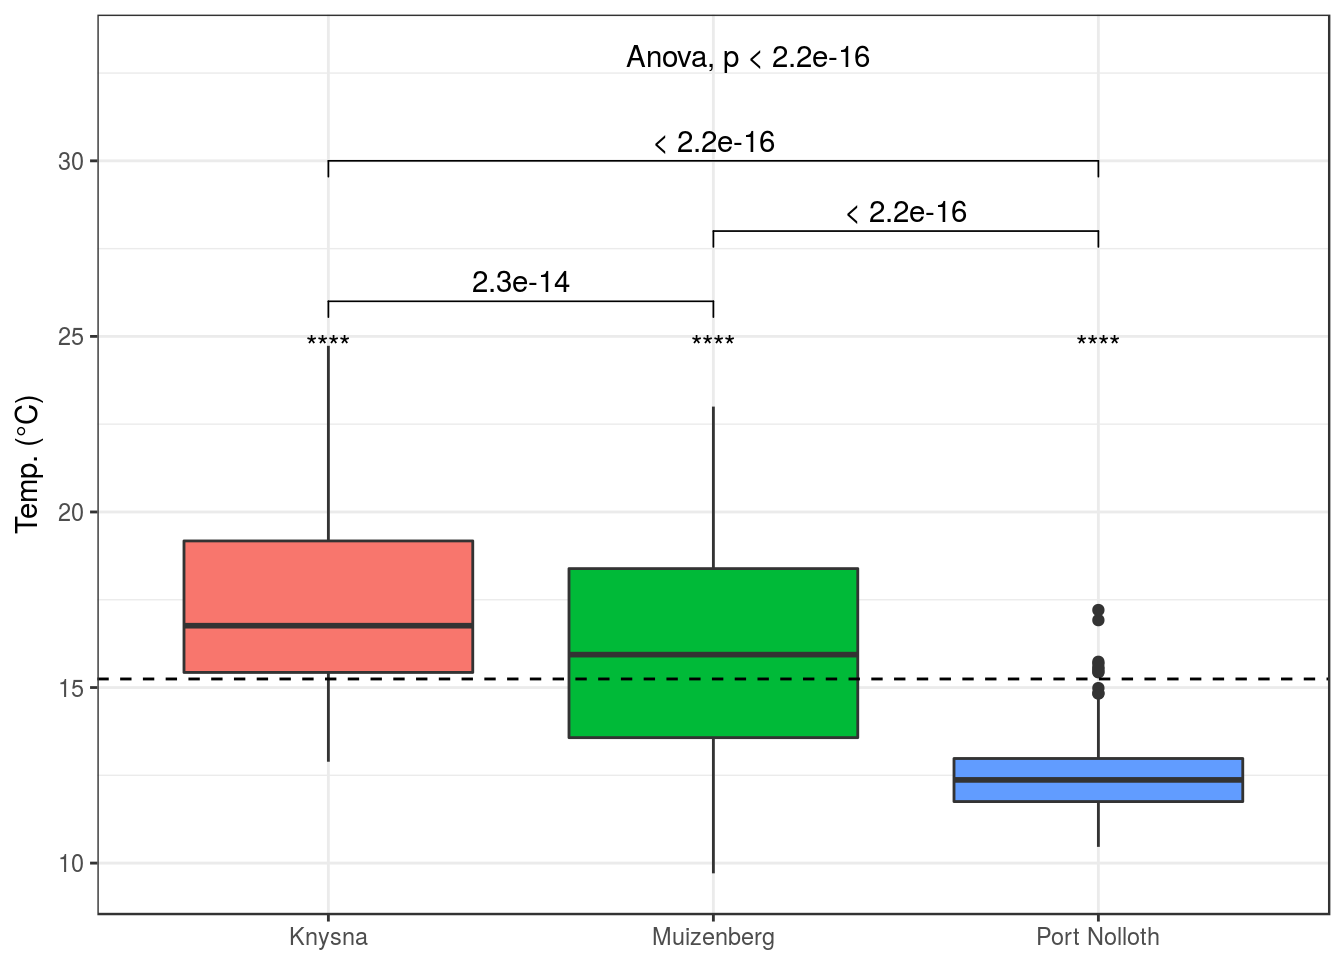 Anova, p < 2.2e-16
< 2.2e-16
< 2.2e-16
2.3e-14
**** **** ****
30
25
20
15
10
Temp. (°C)
Knysna Muizenberg Port Nolloth